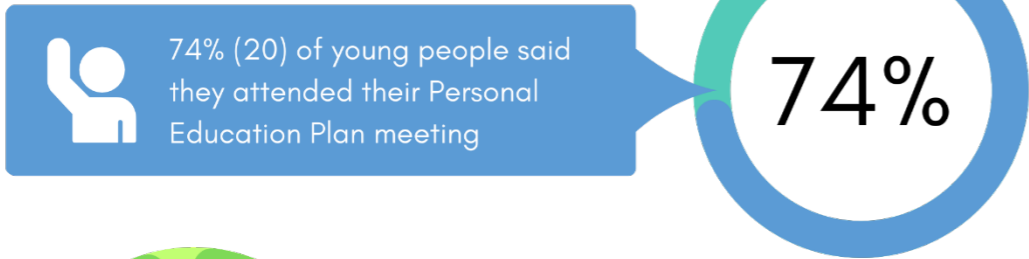 74% (20) of young people said
they attended their Personal
Education Plan meeting
74%